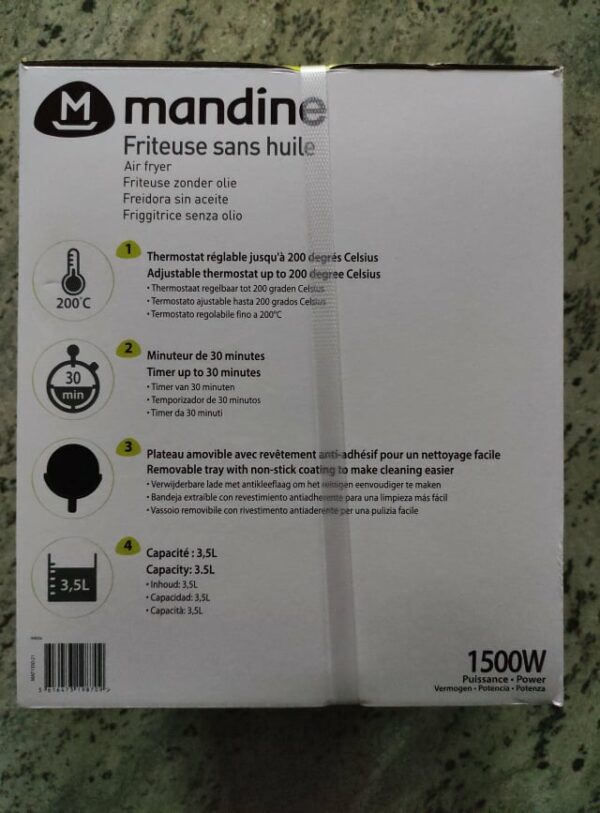 M mandine
Friteuse sans huile
Air fryer
Friteuse zonder olie
Freidora sin aceite
Friggitrice senza olio
200°C
1
Thermostat réglable jusqu'à 200 degrés Celsius
Adjustable thermostat up to 200 degree Celsius
• Thermostaat regelbaar tot 200 graden Celsius
• Termostato ajustable hasta 200 grados Celsius
• Termostato regolabile fino a 200°C
30
min
2
Minuteur de 30 minutes
Timer up to 30 minutes
• Timer van 30 minuten
• Temporizador de 30 minutos
• Timer da 30 minuti
3
Plateau amovible avec revêtement anti-adhésif pour un nettoyage facile
Removable tray with non-stick coating to make cleaning easier
• Verwijderbare lade met antikleeflaag om het reinigen eenvoudiger te maken
• Bandeja extraíble con revestimiento antiadherente para una limpieza más fácil
• Vassoio removibile con rivestimento antiaderente per una pulizia facile
3,5L
4
Capacité : 3,5L
Capacity: 3.5L
• Inhoud: 3,5L
• Capacidad: 3,5L
• Capacità: 3,5L
1500W
Puissance • Power
Vermogen • Potencia • Potenza